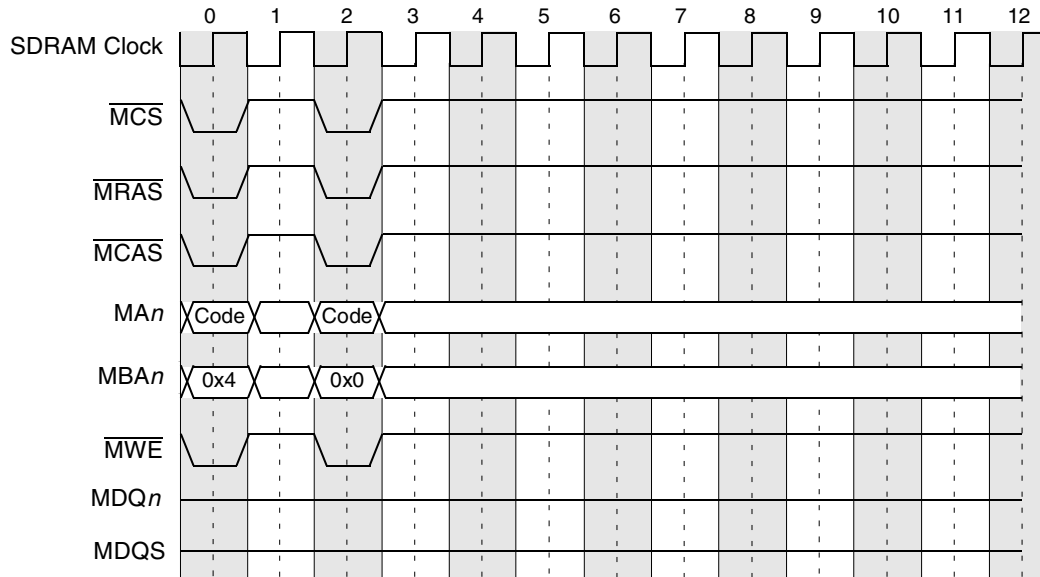 0 1 2 3 4 5 6 7 8 9 10 11 12
SDRAM Clock
MCS
MRAS
MCAS
MAn Code Code
MBAn 0x4 0x0
MWE
MDQn
MDQS